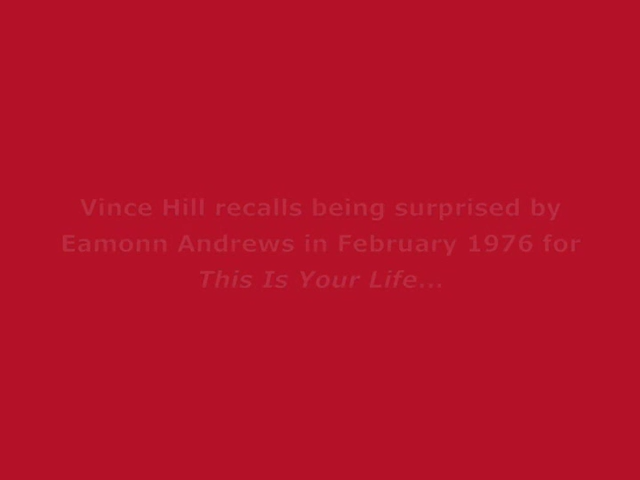 Vince Hill recalls being surprised by
Eamonn Andrews in February 1976 for
This Is Your Life...